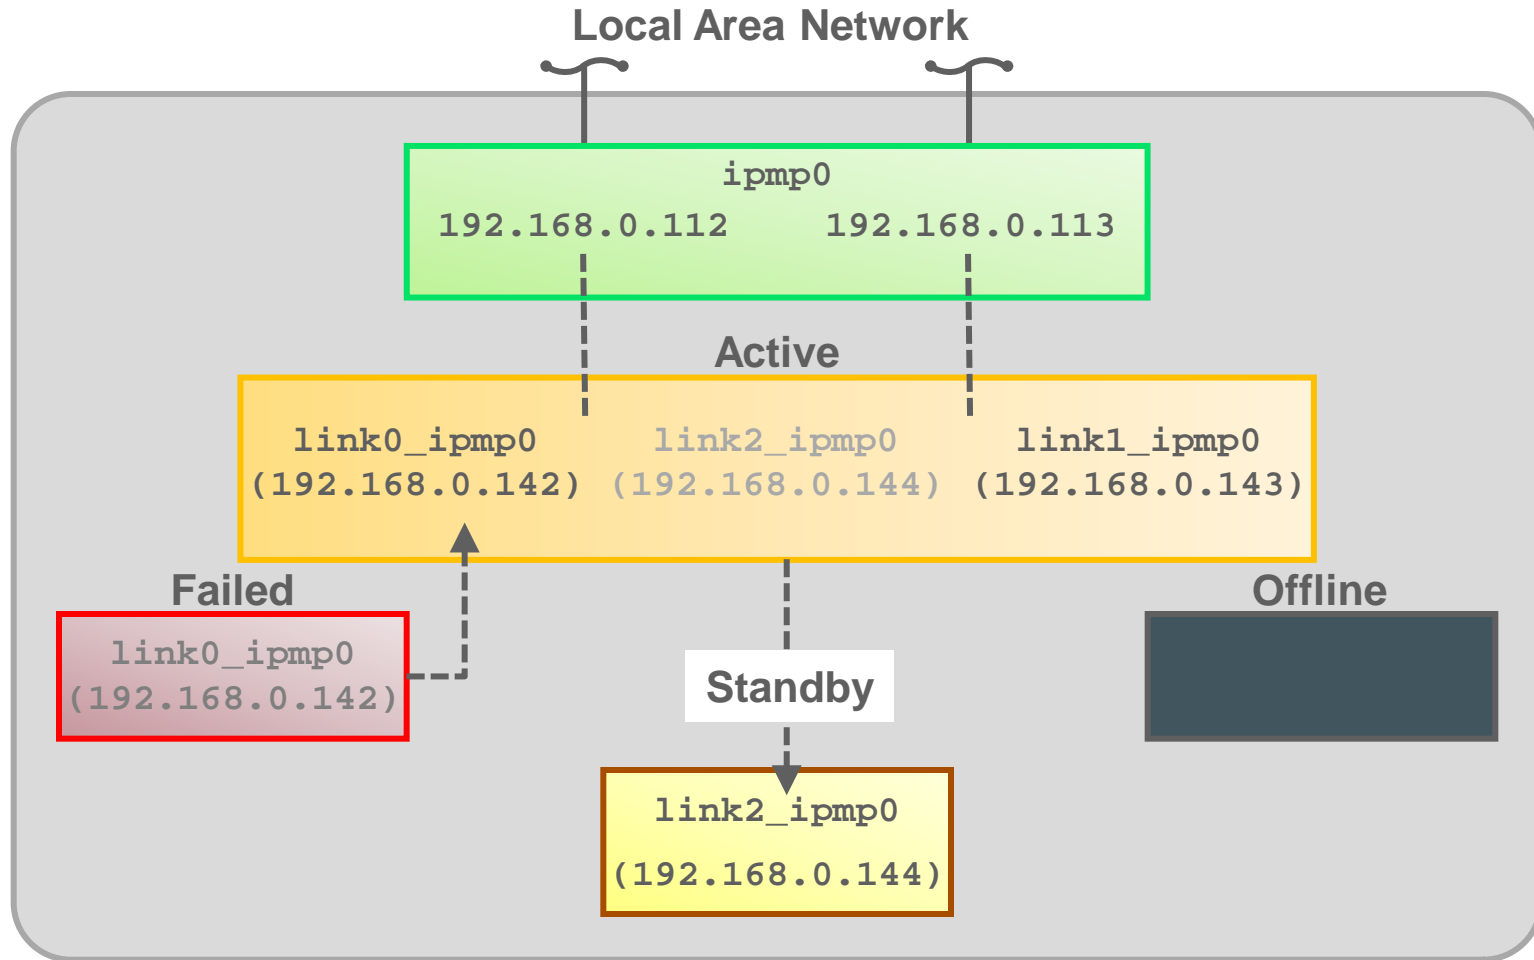 Local Area Network
ipmp0
192.168.0.112 192.168.0.113
Active
link0_ipmp0 link2_ipmp0 link1_ipmp0
(192.168.0.142) (192.168.0.144) (192.168.0.143)
Failed
Offline
link0_ipmp0
(192.168.0.142)
Standby
link2_ipmp0
(192.168.0.144)